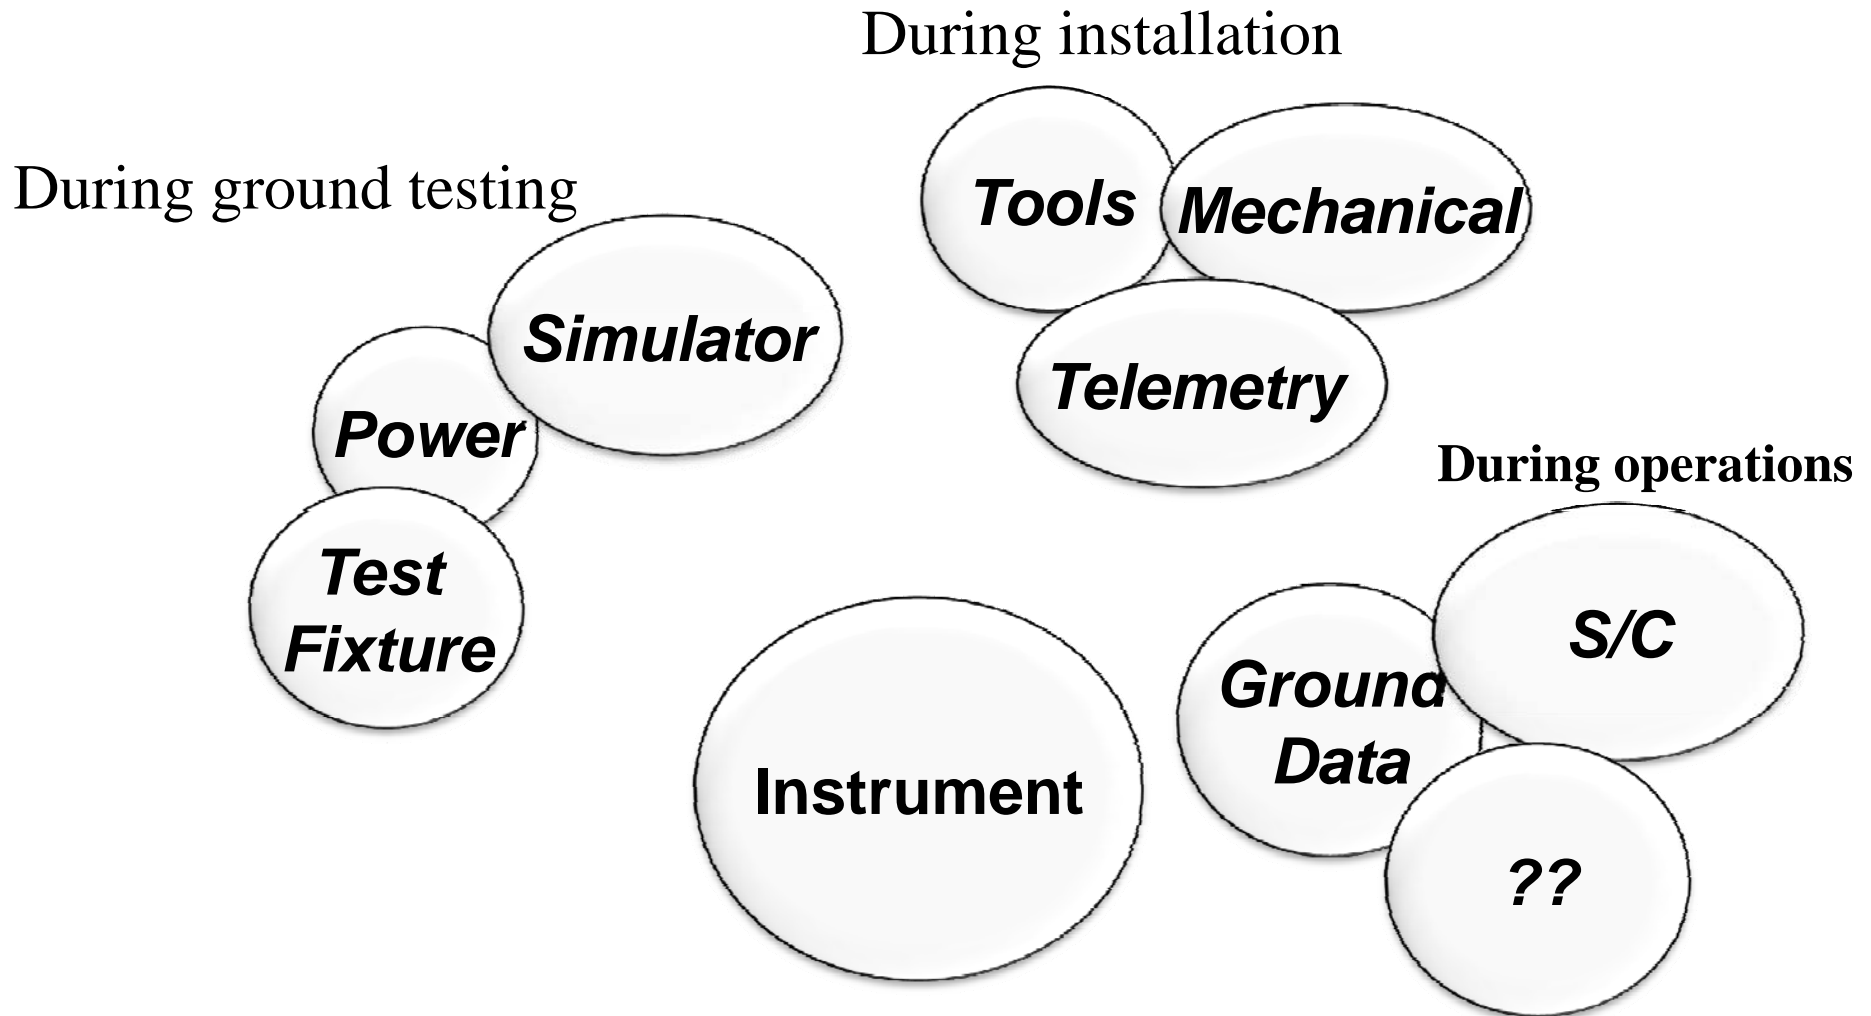 During installation
Tools
Mechanical
Telemetry
During ground testing
Simulator
Power
Test
Fixture
During operations
S/C
Ground
Data
??
Instrument